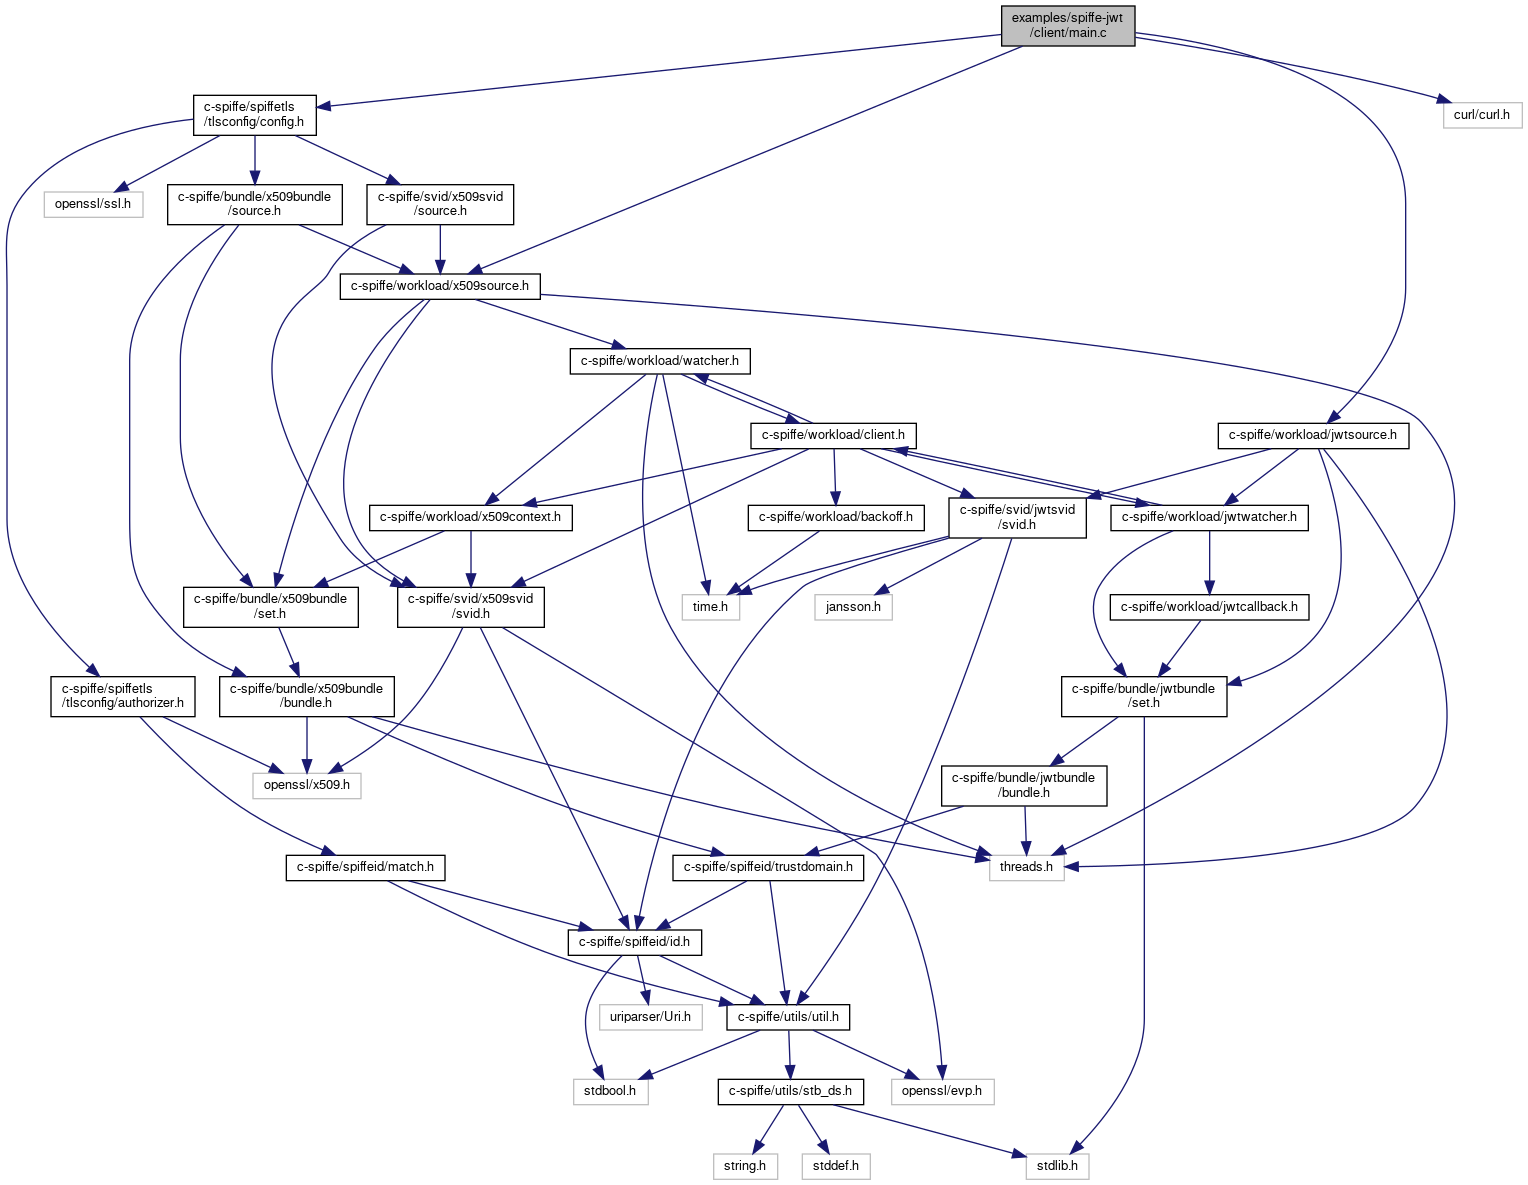 examples/spiffe-jwt
/client/main.c
c-spiffe/spiffetls
/tlsconfig/config.h
curl/curl.h
openssl/ssl.h
c-spiffe/bundle/x509bundle
/source.h
c-spiffe/svid/x509svid
/source.h
c-spiffe/workload/x509source.h
c-spiffe/workload/watcher.h
c-spiffe/workload/client.h
c-spiffe/workload/jwtsource.h
c-spiffe/workload/x509context.h
c-spiffe/workload/backoff.h
c-spiffe/svid/jwtsvid
/svid.h
c-spiffe/workload/jwtwatcher.h
c-spiffe/bundle/x509bundle
/set.h
c-spiffe/svid/x509svid
/svid.h
time.h
jansson.h
c-spiffe/workload/jwtcallback.h
c-spiffe/spiffetls
/tlsconfig/authorizer.h
c-spiffe/bundle/x509bundle
/bundle.h
c-spiffe/bundle/jwtbundle
/set.h
openssl/x509.h
c-spiffe/bundle/jwtbundle
/bundle.h
c-spiffe/spiffeid/match.h
c-spiffe/spiffeid/trustdomain.h
threads.h
c-spiffe/spiffeid/id.h
uriparser/Uri.h
c-spiffe/utils/util.h
stdbool.h
c-spiffe/utils/stb_ds.h
openssl/evp.h
string.h
stddef.h
stdlib.h